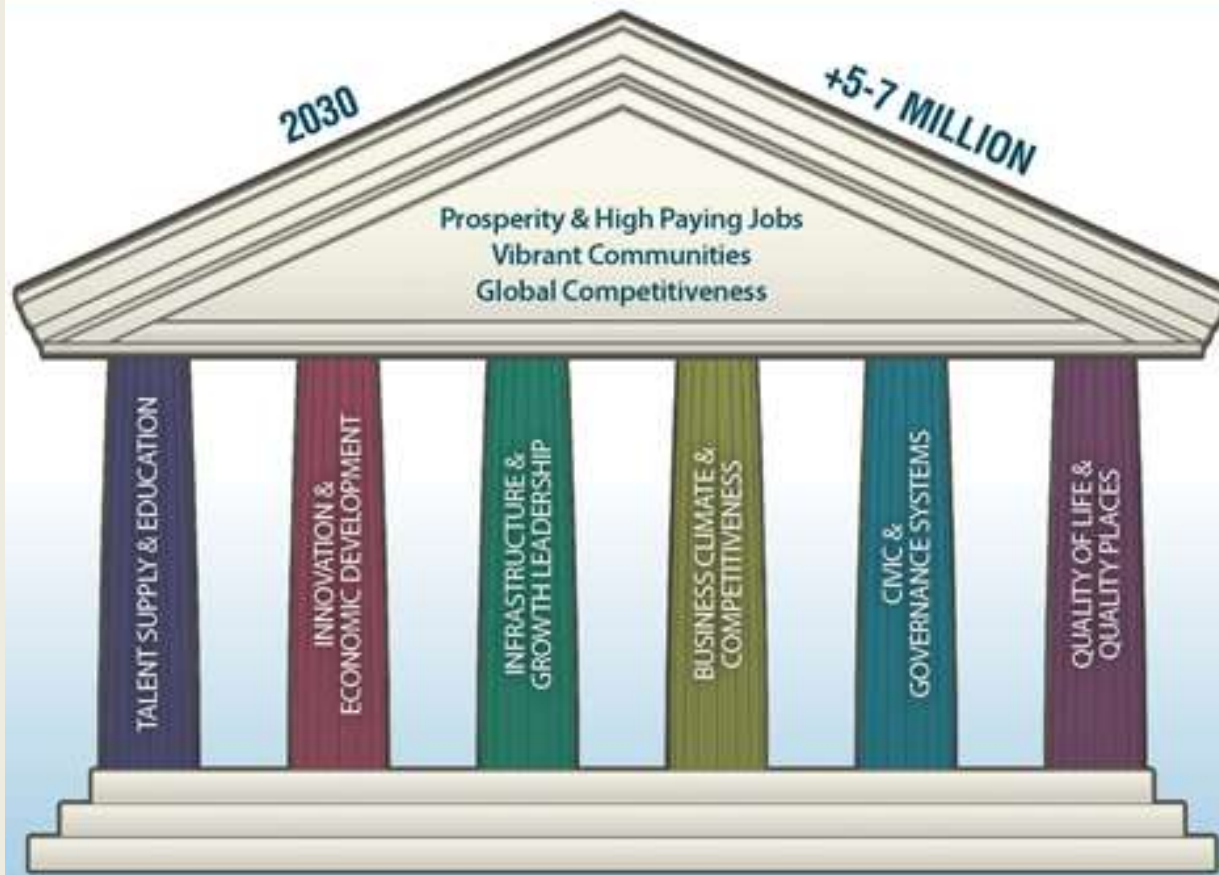 2030
+5-7 MILLION
Prosperity & High Paying Jobs
Vibrant Communities
Global Competitiveness
TALENT SUPPLY & EDUCATION
INNOVATION &
ECONOMIC DEVELOPMENT
INFRASTRUCTURE &
GROWTH LEADERSHIP
BUSINESS CLIMATE &
COMPETITIVENESS
CIVIC &
GOVERNANCE SYSTEMS
QUALITY OF LIFE &
QUALITY PLACES